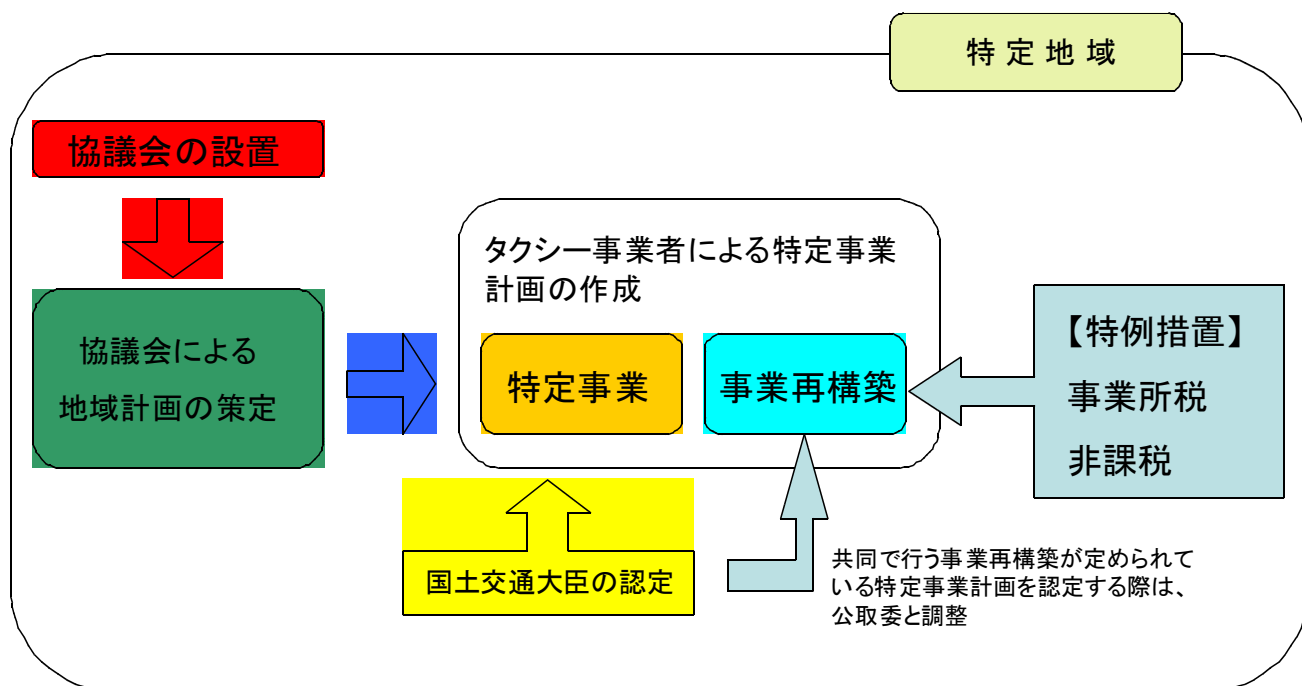 特定地域
協議会の設置
協議会による
地域計画の策定
タクシー事業者による特定事業
計画の作成
特定事業
事業再構築
【特例措置】
事業所税
非課税
国土交通大臣の認定
共同で行う事業再構築が定められて
いる特定事業計画を認定する際は、
公取委と調整